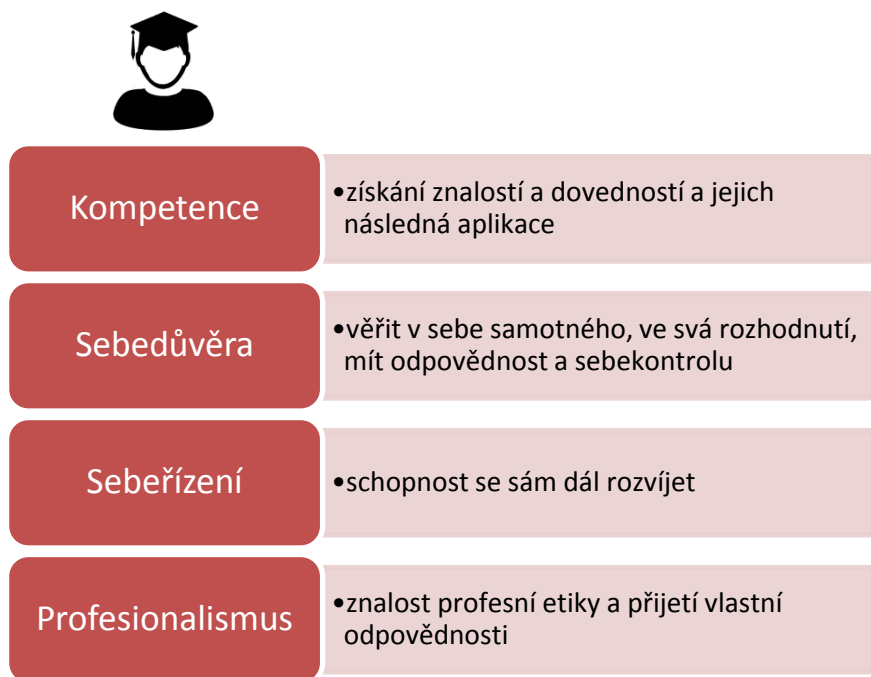 Kompetence
•získání znalostí a dovedností a jejich
následná aplikace
Sebedůvěra
•věřit v sebe samotného, ve svá rozhodnutí,
mít odpovědnost a sebekontrolu
Sebeřízení
•schopnost se sám dál rozvíjet
Profesionalismus
•znalost profesní etiky a přijetí vlastní
odpovědnosti